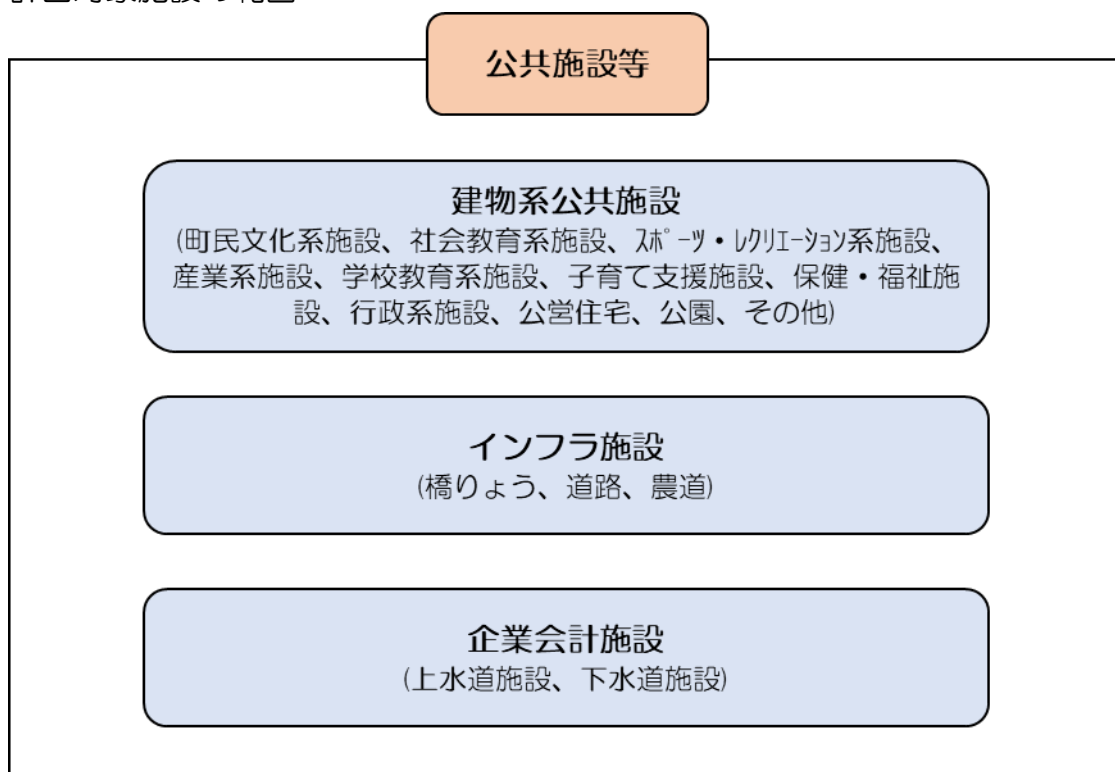 公共施設等
建物系公共施設
(町民文化系施設、社会教育系施設、ｽﾎﾟｰﾂ・ﾚｸﾘｴｰｼｮﾝ系施設、
産業系施設、学校教育系施設、子育て支援施設、保健・福祉施
設、行政系施設、公営住宅、公園、その他)
インフラ施設
(橋りょう、道路、農道)
企業会計施設
(上水道施設、下水道施設)